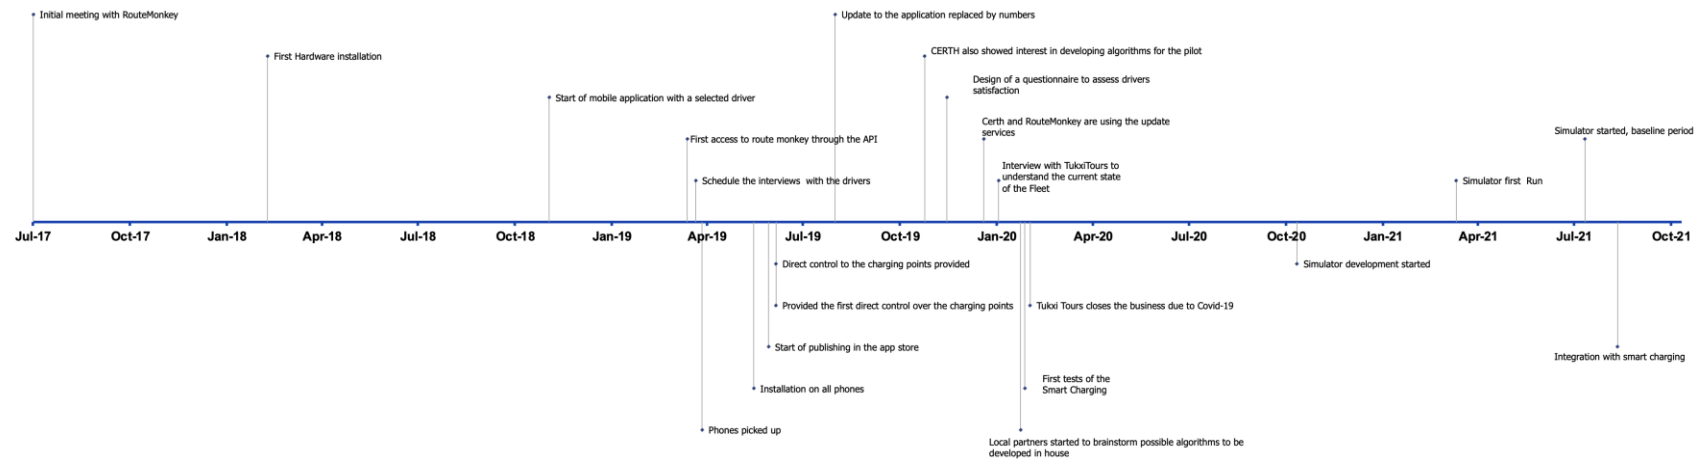 Initial meeting with RouteMonkey
Update to the application replaced by numbers
CERTH also showed interest in developing algorithms for the pilot
First Hardware installation
Design of a questionnaire to assess drivers
satisfaction
Start of mobile application with a selected driver
Certh and RouteMonkey are using the update
services
Simulator started, baseline period
First access to route monkey through the API
Interview with TukxiTours to
understand the current state
of the Fleet
Schedule the interviews with the drivers
Simulator first Run
Jul-17 Oct-17 Jan-18 Apr-18 Jul-18 Oct-18 Jan-19 Apr-19 Jul-19 Oct-19 Jan-20 Apr-20 Jul-20 Oct-20 Jan-21 Apr-21 Jul-21 Oct-21
Direct control to the charging points provided
Simulator development started
Provided the first direct control over the charging points
Tukxi Tours closes the business due to Covid-19
Start of publishing in the app store
Integration with smart charging
First tests of the
Smart Charging
Installation on all phones
Phones picked up
Local partners started to brainstorm possible algorithms to be
developed in house